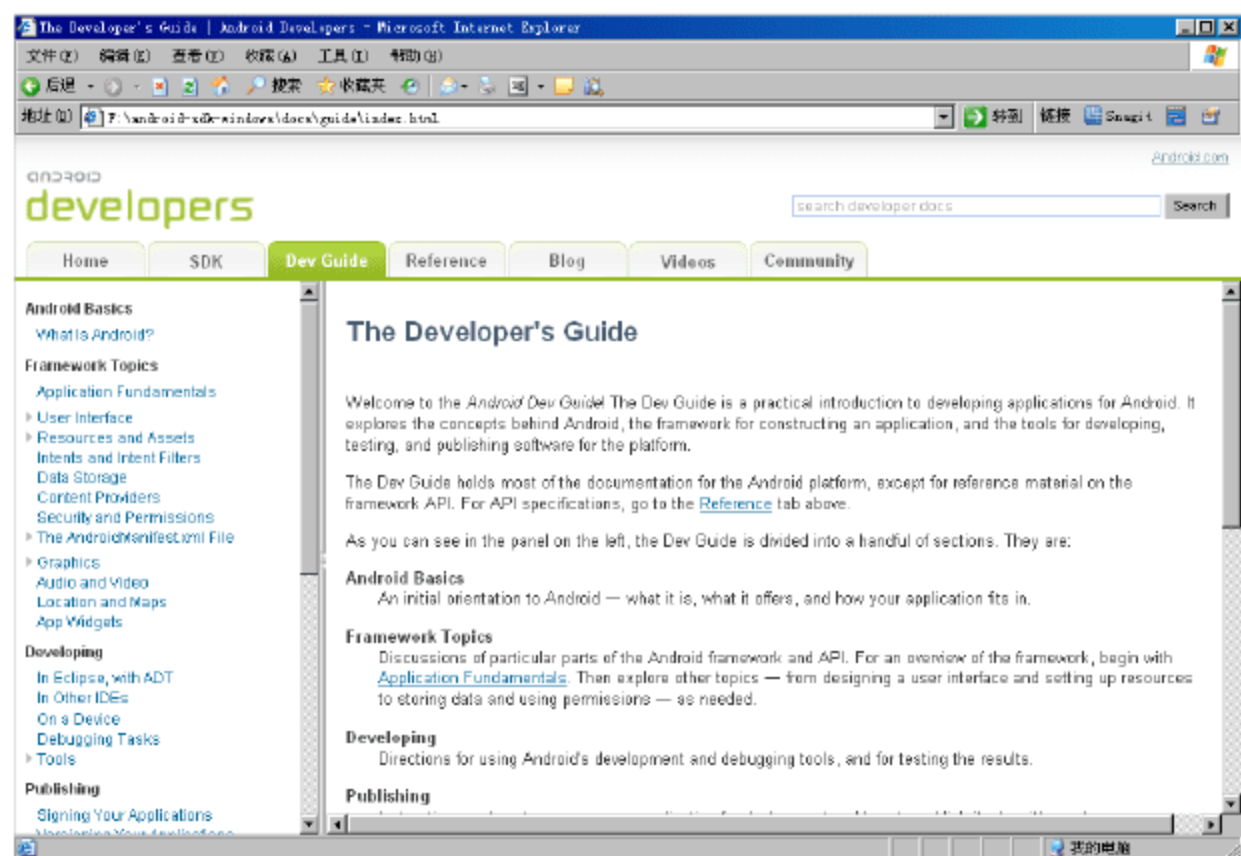 The Developer's Guide | Android Developers - Microsoft Internet Explorer
文件(F) 编辑(E) 查看(V) 收藏(A) 工具(T) 帮助(H)
后退 搜索 收藏夹
地址(D) F:\android-sdk-windows\docs\guide\index.html 转到 链接 Snagit
Android.com
android
developers
search developer docs Search
Home SDK Dev Guide Reference Blog Videos Community
Android Basics
What is Android?
Framework Topics
Application Fundamentals
User Interface
Resources and Assets
Intents and Intent Filters
Data Storage
Content Providers
Security and Permissions
The AndroidManifest.xml File
Graphics
Audio and Video
Location and Maps
App Widgets
Developing
In Eclipse, with ADT
In Other IDEs
On a Device
Debugging Tasks
Tools
Publishing
Signing Your Applications
Versioning Your Applications
The Developer's Guide
Welcome to the Android Dev Guide! The Dev Guide is a practical introduction to developing applications for Android. It
explores the concepts behind Android, the framework for constructing an application, and the tools for developing,
testing, and publishing software for the platform.
The Dev Guide holds most of the documentation for the Android platform, except for reference material on the
framework API. For API specifications, go to the Reference tab above.
As you can see in the panel on the left, the Dev Guide is divided into a handful of sections. They are:
Android Basics
An initial orientation to Android — what it is, what it offers, and how your application fits in.
Framework Topics
Discussions of particular parts of the Android framework and API. For an overview of the framework, begin with
Application Fundamentals. Then explore other topics — from designing a user interface and setting up resources
to storing data and using permissions — as needed.
Developing
Directions for using Android's development and debugging tools, and for testing the results.
Publishing
我的电脑